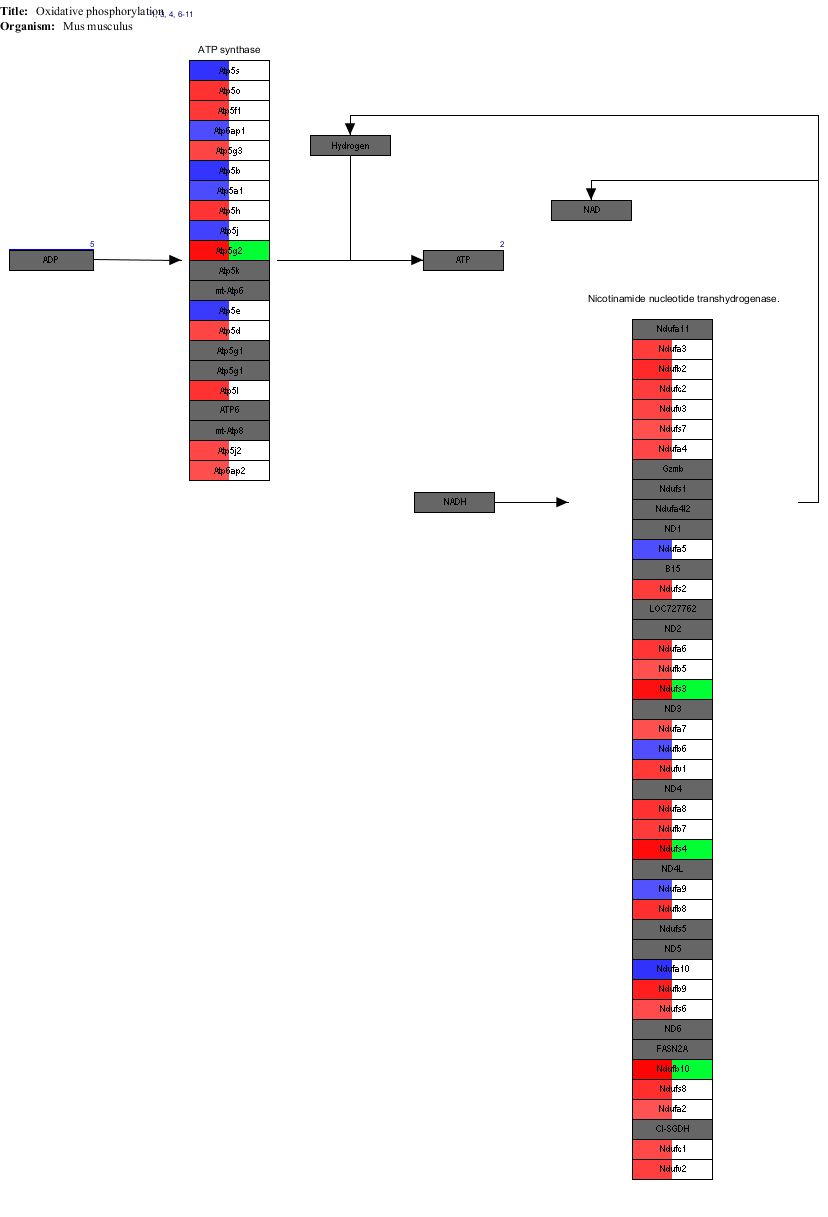 Title: Oxidative phosphorylation 1, 3, 4, 6-11
Organism: Mus musculus
ATP synthase
Atp5s
Atp5o
Atp5f1
Atp6ap1
Atp5g3
Atp5b
Atp5a1
Atp5h
Atp5j
Atp5g2
Atp5k
mt-Atp6
Atp5e
Atp5d
Atp5g1
Atp5g1
Atp5l
ATP6
mt-Atp8
Atp5j2
Atp6ap2
Hydrogen
NAD
ADP
5
ATP
2
NADH
Nicotinamide nucleotide transhydrogenase.
Ndufa11
Ndufa3
Ndufb2
Ndufc2
Ndufv3
Ndufs7
Ndufa4
Gzmb
Ndufs1
Ndufa4l2
ND1
Ndufa5
B15
Ndufs2
LOC727762
ND2
Ndufa6
Ndufb5
Ndufs3
ND3
Ndufa7
Ndufb6
Ndufv1
ND4
Ndufa8
Ndufb7
Ndufs4
ND4L
Ndufa9
Ndufb8
Ndufs5
ND5
Ndufa10
Ndufb9
Ndufs6
ND6
FASN2A
Ndufb10
Ndufs8
Ndufa2
CI-SGDH
Ndufc1
Ndufv2